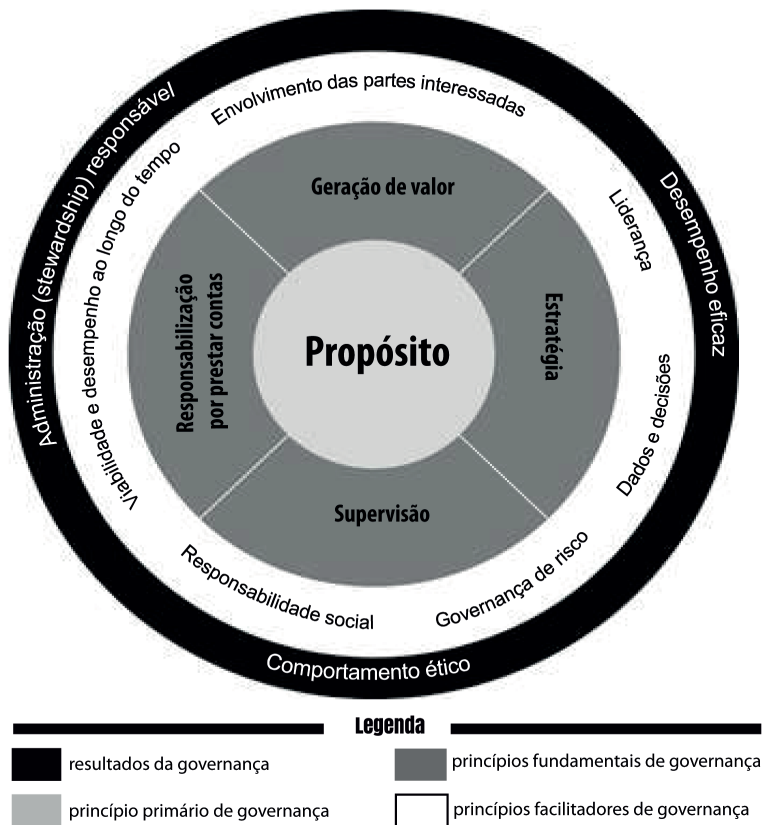 Envolvimento das partes interessadas
Administração (stewardship) responsável
Desempenho eficaz
Viabilidade e desempenho ao longo do tempo
Liderança
Geração de valor
Responsabilização
por prestar contas
Propósito
Estratégia
Dados e decisões
Supervisão
Responsabilidade social
Governança de risco
Comportamento ético
Legenda
resultados da governança
princípios fundamentais de governança
princípio primário de governança
princípios facilitadores de governança